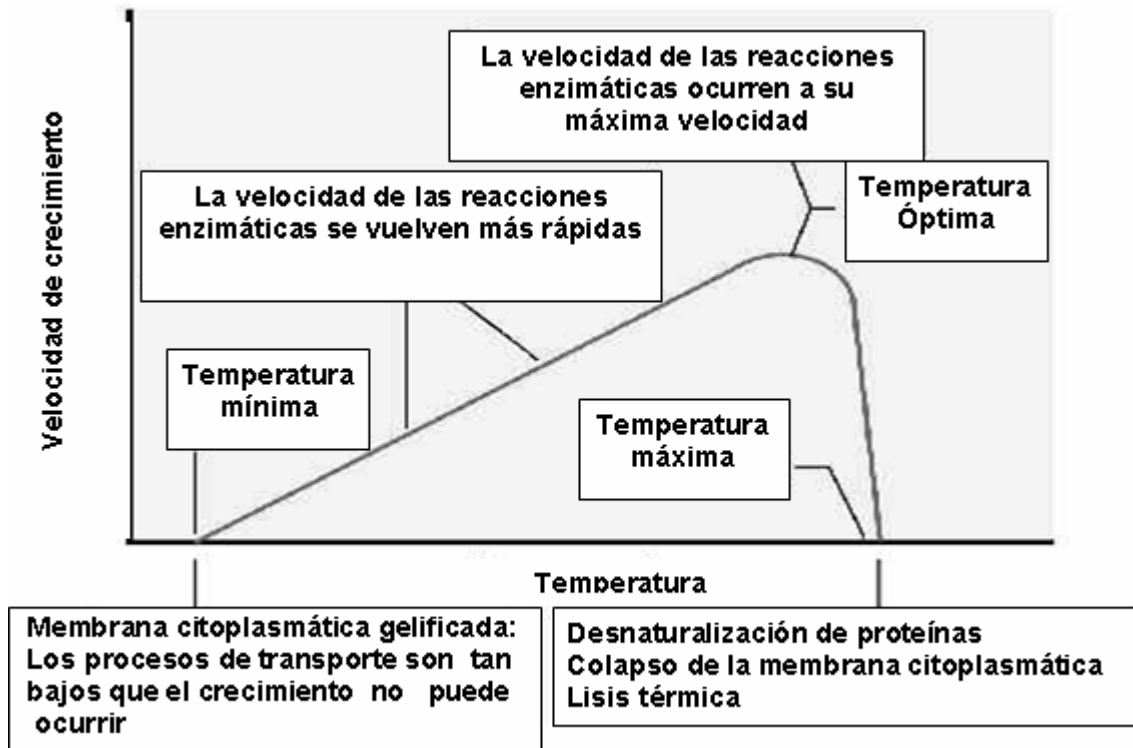 La velocidad de las reacciones
enzimáticas ocurren a su
máxima velocidad
Temperatura
Óptima
La velocidad de las reacciones
enzimáticas se vuelven más rápidas
Velocidad de crecimiento
Temperatura
mínima
Temperatura
máxima
Temperatura
Membrana citoplasmática gelificada:
Los procesos de transporte son tan
bajos que el crecimiento no puede
ocurrir
Desnaturalización de proteínas
Colapso de la membrana citoplasmática
Lisis térmica